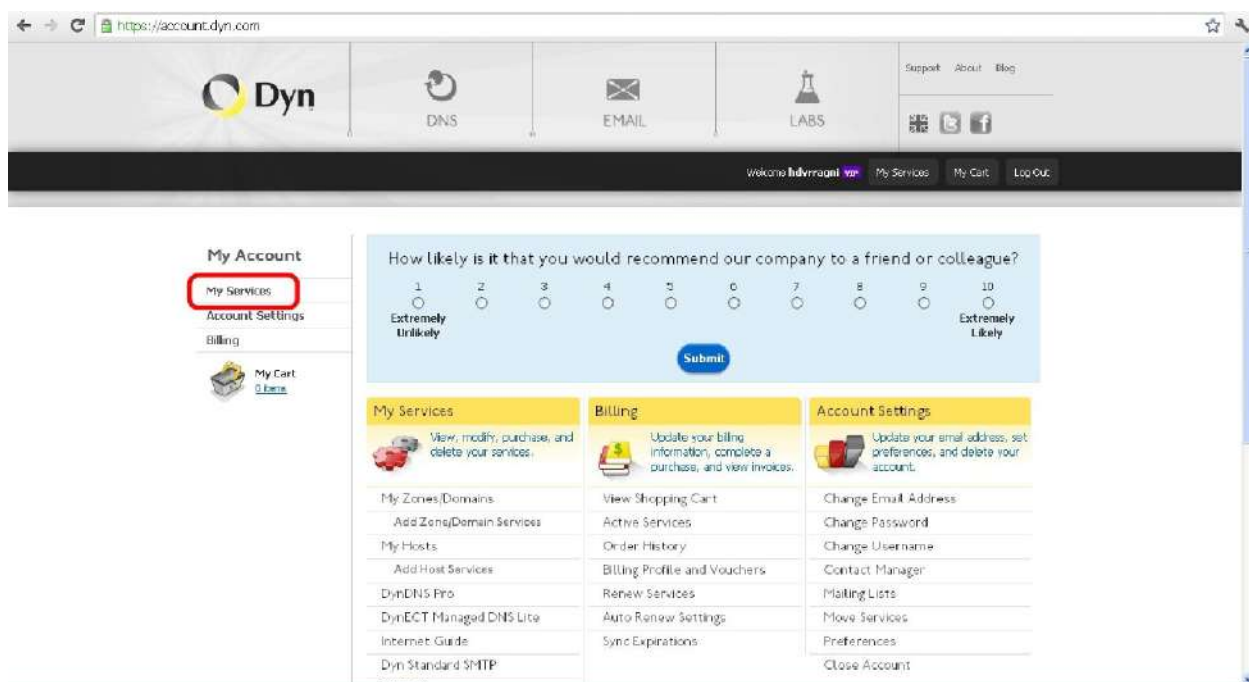 https://account.dyn.com
Dyn
DNS
EMAIL
LABS
Support About Blog
Welcome hdvrragni VIP My Services My Cart Log Out
My Account
My Services
Account Settings
Billing
My Cart
0 items
How likely is it that you would recommend our company to a friend or colleague?
1 2 3 4 5 6 7 8 9 10
Extremely Unlikely
Extremely Likely
Submit
My Services
View, modify, purchase, and
delete your services.
My Zones/Domains
Add Zone/Domain Services
My Hosts
Add Host Services
DynDNS Pro
DynECT Managed DNS Lite
Internet Guide
Dyn Standard SMTP
Billing
Update your billing
information, complete a
purchase, and view invoices.
View Shopping Cart
Active Services
Order History
Billing Profile and Vouchers
Renew Services
Auto Renew Settings
Sync Expirations
Account Settings
Update your email address, set
preferences, and delete your
account.
Change Email Address
Change Password
Change Username
Contact Manager
Mailing Lists
Move Services
Preferences
Close Account